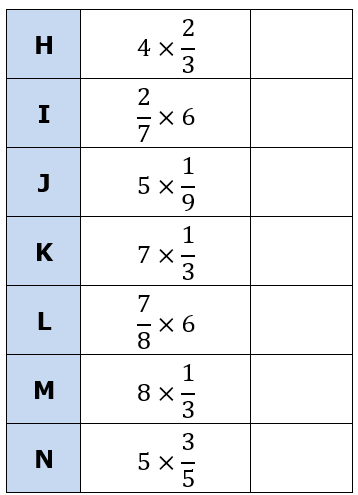 H 4 × 2/3
I 2/7 × 6
J 5 × 1/9
K 7 × 1/3
L 7/8 × 6
M 8 × 1/3
N 5 × 3/5